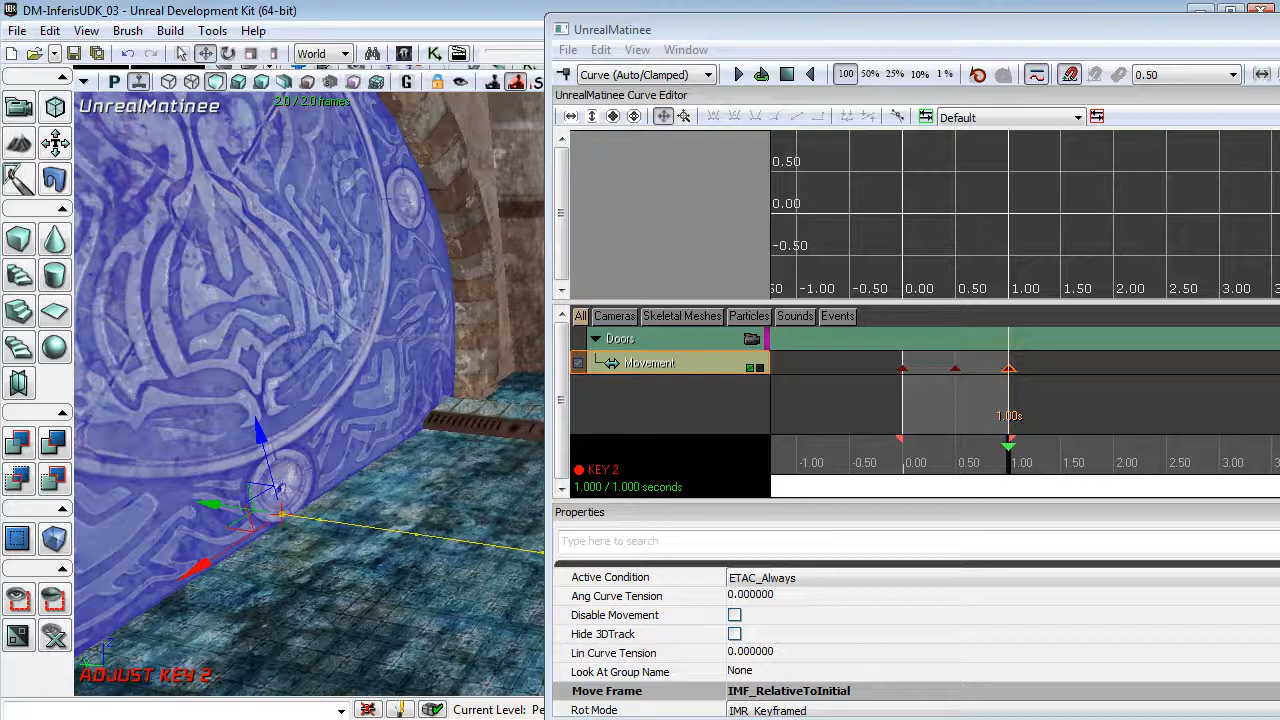 DM-InferisUDK_03 - Unreal Development Kit (64-bit)
File Edit View Brush Build Tools Help
World
P G S
UnrealMatinee
2.0 / 2.0 frames
ADJUST KEY 2
Current Level: Pe
UnrealMatinee
File Edit View Window
Curve (Auto/Clamped) 100 50% 25% 10% 1% 0.50
UnrealMatinee Curve Editor
Default
0.50
0.00
-0.50
-1.00 -0.50 0.00 0.50 1.00 1.50 2.00 2.50 3.00
All Cameras Skeletal Meshes Particles Sounds Events
Doors
Movement
1.00s
-1.00 -0.50 0.00 0.50 1.00 1.50 2.00 2.50 3.00
KEY 2
1.000 / 1.000 seconds
Properties
Type here to search
Active Condition ETAC_Always
Ang Curve Tension 0.000000
Disable Movement
Hide 3DTrack
Lin Curve Tension 0.000000
Look At Group Name None
Move Frame IMF_RelativeToInitial
Rot Mode IMR_Keyframed